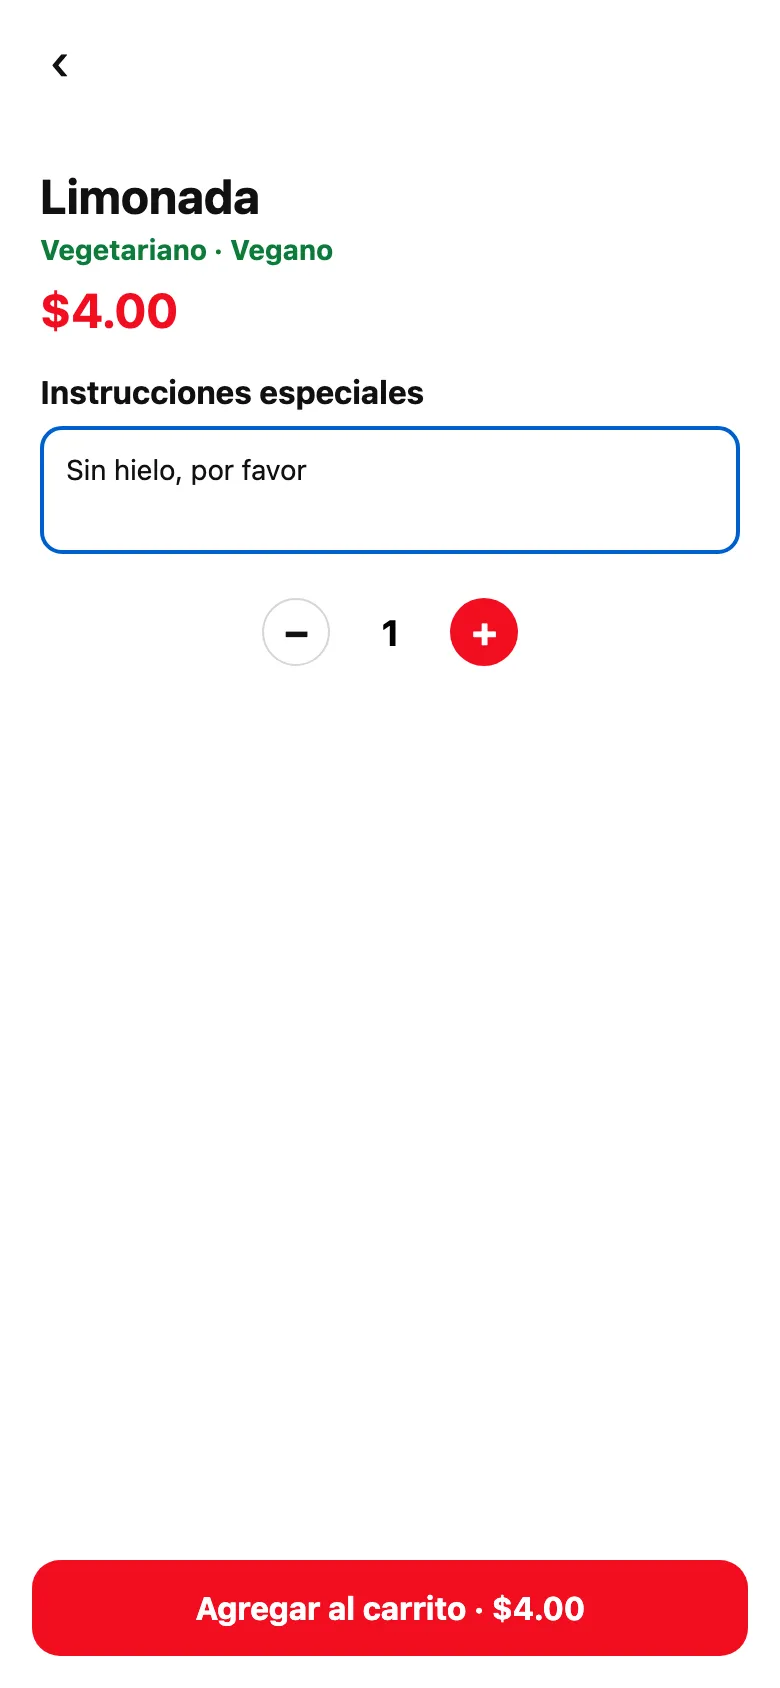 Limonada
Vegetariano · Vegano
$4.00
Instrucciones especiales
Sin hielo, por favor
− 1 +
Agregar al carrito · $4.00